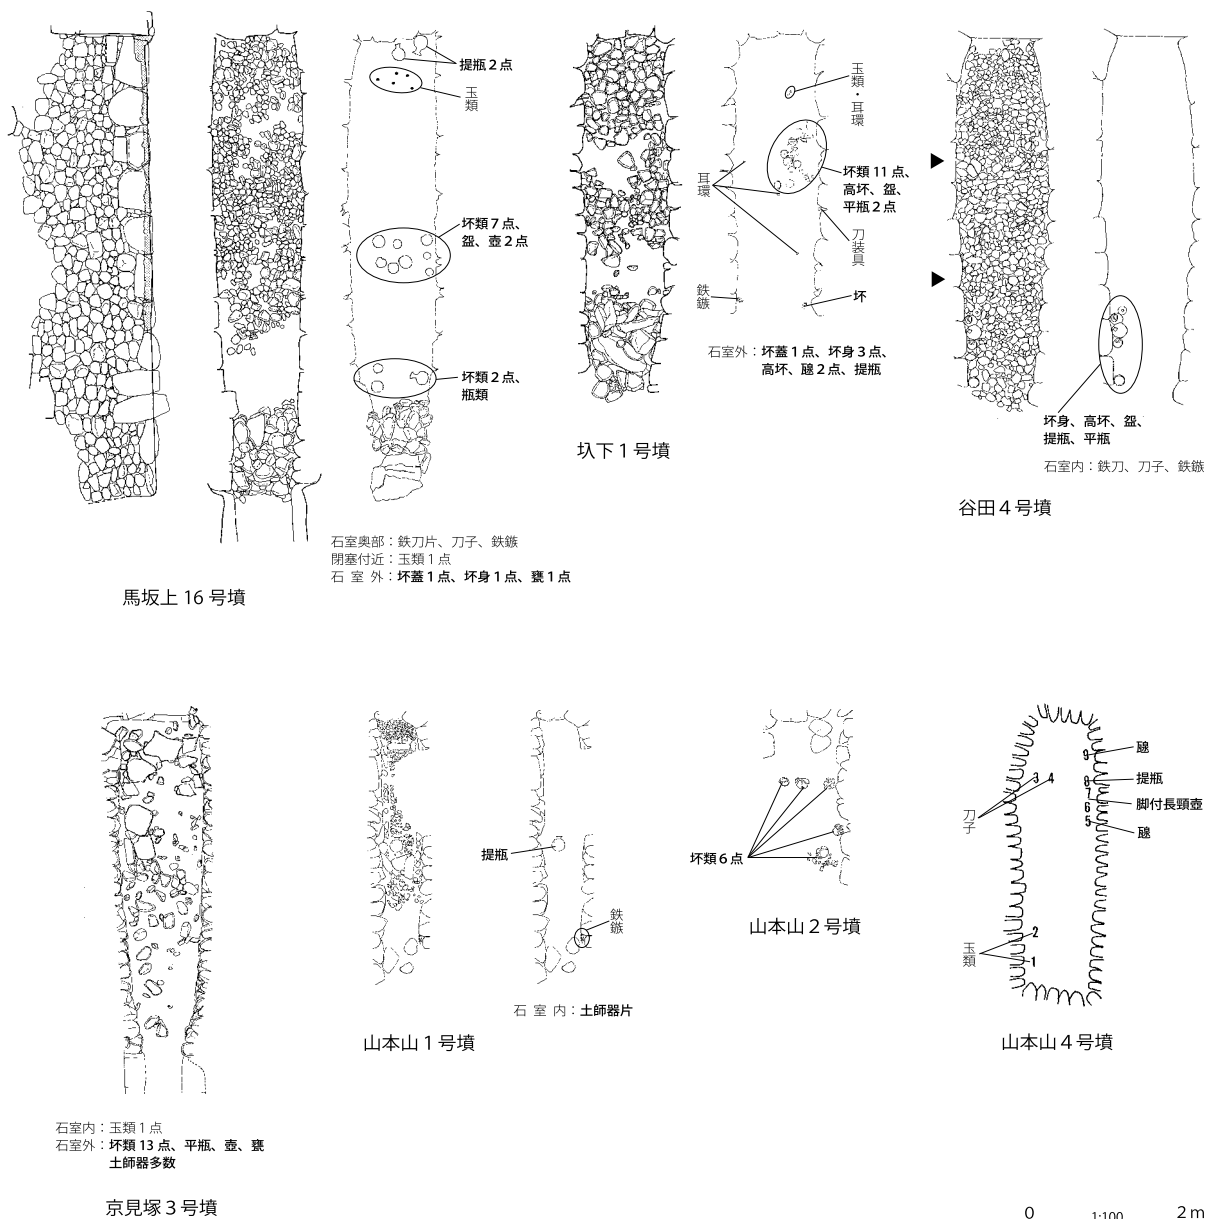 提瓶２点
玉類
坏類７点、
𥁊、壺２点
坏類２点、
瓶類
石室奥部：鉄刀片、刀子、鉄鏃
閉塞付近：玉類１点
石 室 外：坏蓋１点、坏身１点、甕１点
馬坂上 16 号墳
玉類・耳環
坏類 11 点、
高坏、𥁊、
平瓶２点
耳環
刀装具
鉄鏃
坏
石室外：坏蓋１点、坏身３点、
高坏、𤭯２点、提瓶
圦下１号墳
坏身、高坏、𥁊、
提瓶、平瓶
石室内：鉄刀、刀子、鉄鏃
谷田４号墳
石室内：玉類１点
石室外：坏類 13 点、平瓶、壺、甕
土師器多数
京見塚３号墳
提瓶
鉄鏃
石 室 内：土師器片
山本山１号墳
坏類６点
山本山２号墳
9
𤭯
3 4
8
提瓶
7
脚付長頸壺
6
刀子
5
𤭯
2
玉類
1
山本山４号墳
0 1:100 2 m